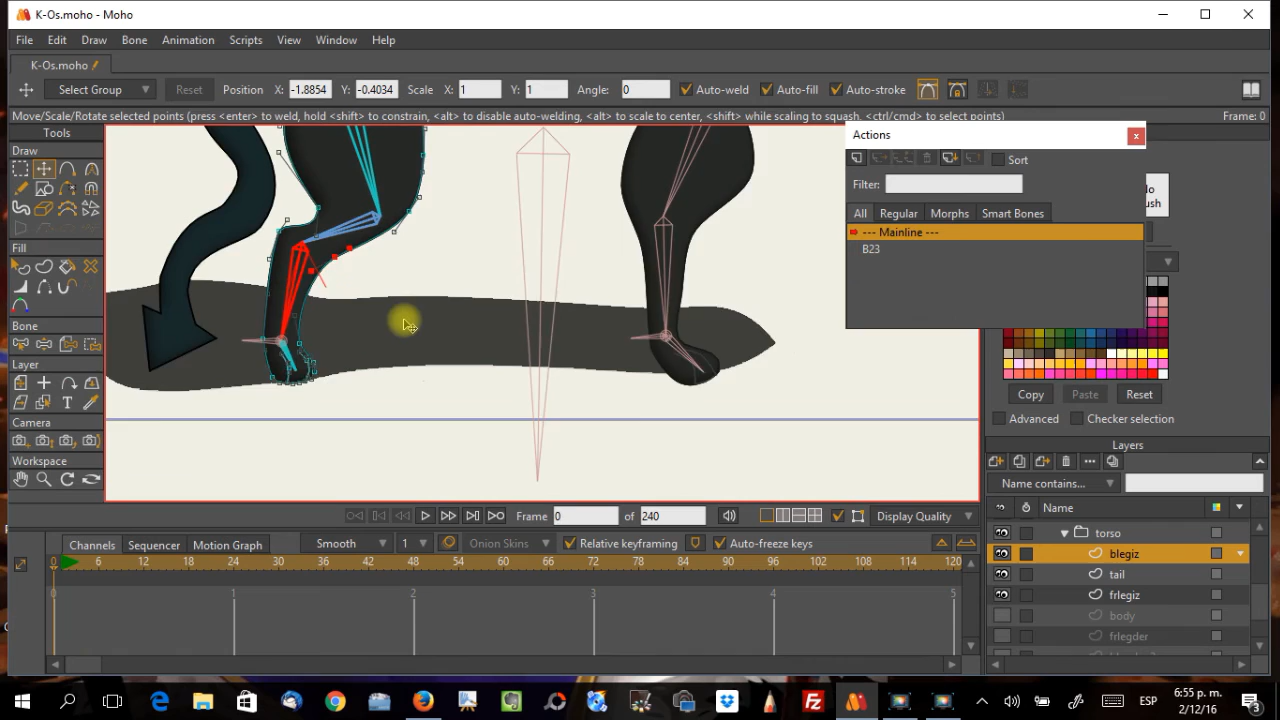 K-Os.moho - Moho
File Edit Draw Bone Animation Scripts View Window Help
K-Os.moho
Select Group Reset Position X: -1.8854 Y: -0.4034 Scale X: 1 Y: 1 Angle: 0 Auto-weld Auto-fill Auto-stroke
Move/Scale/Rotate selected points (press <enter> to weld, hold <shift> to constrain, <alt> to disable auto-welding, <alt> to scale to center, <shift> while scaling to squash, <ctrl/cmd> to select points) Frame: 0
Tools
Draw
Fill
Bone
Layer
Camera
Workspace
Actions
Sort
Filter:
All Regular Morphs Smart Bones
--- Mainline ---
B23
Copy Paste Reset
Advanced Checker selection
Layers
Name contains...
Name
torso
blegiz
tail
frlegiz
body
frlegder
Frame 0 of 240 Display Quality
Channels Sequencer Motion Graph Smooth 1 Onion Skins Relative keyframing Auto-freeze keys
0 6 12 18 24 30 36 42 48 54 60 66 72 78 84 90 96 102 108 114 120
0 1 2 3 4 5
ESP 6:55 p. m.
2/12/16
3